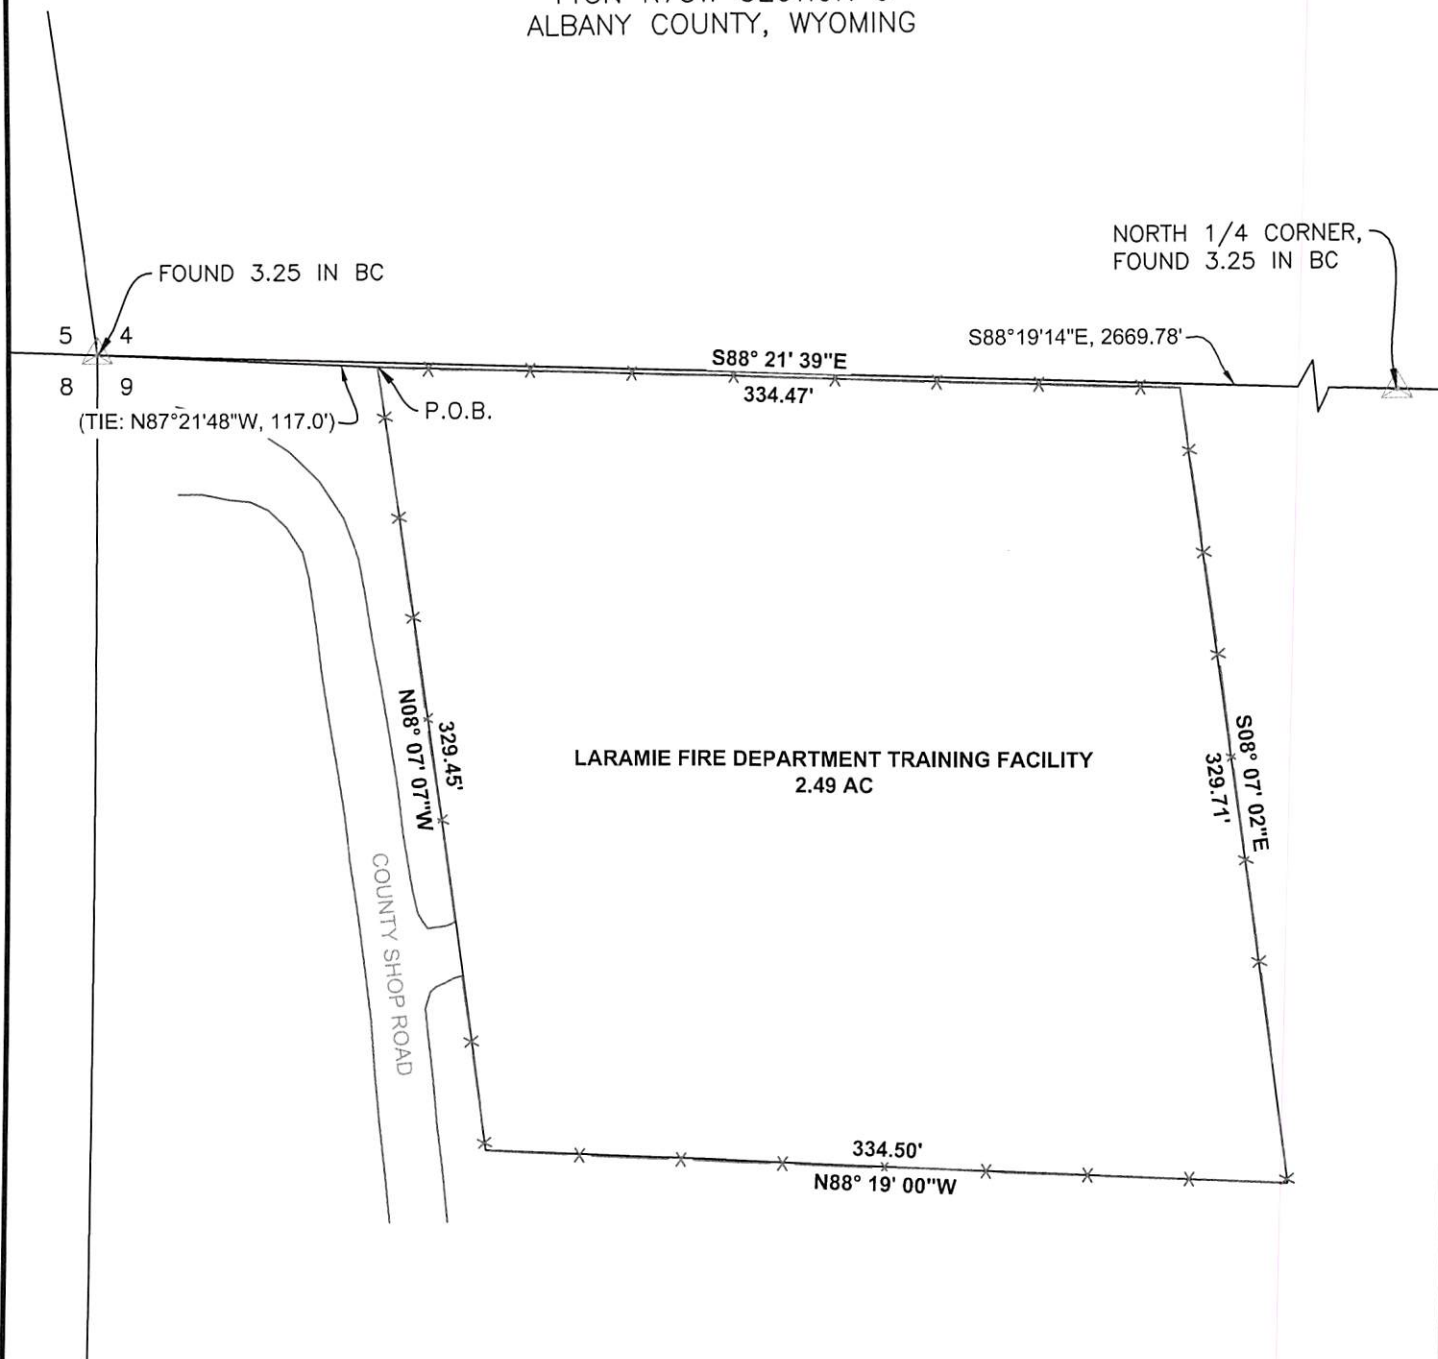 ALBANY COUNTY, WYOMING
NORTH 1/4 CORNER,
FOUND 3.25 IN BC
FOUND 3.25 IN BC
5 4
8 9
S88°19'14"E, 2669.78'
S88° 21' 39"E
334.47'
(TIE: N87°21'48"W, 117.0')
P.O.B.
N08° 07' 07"W
329.45'
LARAMIE FIRE DEPARTMENT TRAINING FACILITY
2.49 AC
S08° 07' 02"E
329.71'
COUNTY SHOP ROAD
334.50'
N88° 19' 00"W